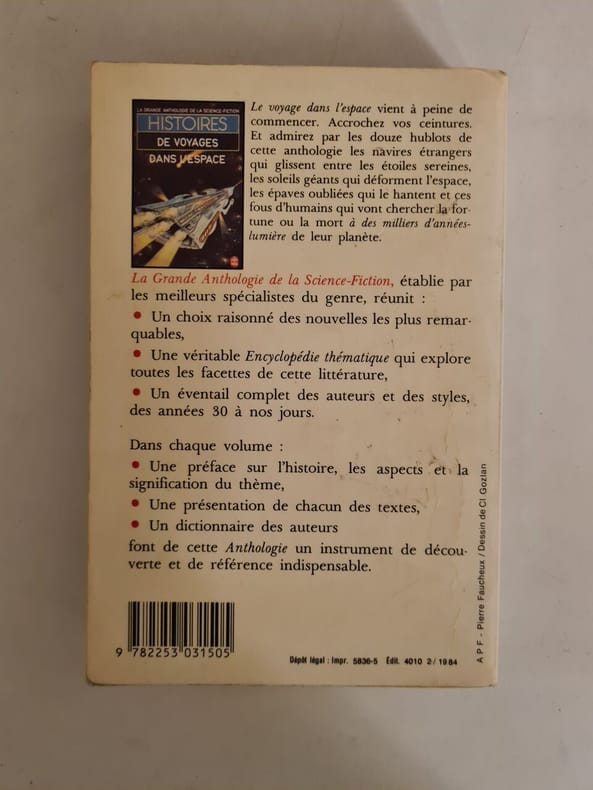 LA GRANDE ANTHOLOGIE DE LA SCIENCE-FICTION
HISTOIRES
DE VOYAGES
DANS L'ESPACE
Le voyage dans l'espace vient à peine de
commencer. Accrochez vos ceintures.
Et admirez par les douze hublots de
cette anthologie les navires étrangers
qui glissent entre les étoiles sereines,
les soleils géants qui déforment l'espace,
les épaves oubliées qui le hantent et ces
fous d'humains qui vont chercher la for-
tune ou la mort à des milliers d'années-
lumière de leur planète.
La Grande Anthologie de la Science-Fiction, établie par
les meilleurs spécialistes du genre, réunit :
• Un choix raisonné des nouvelles les plus remar-
quables,
• Une véritable Encyclopédie thématique qui explore
toutes les facettes de cette littérature,
• Un éventail complet des auteurs et des styles,
des années 30 à nos jours.
Dans chaque volume :
• Une préface sur l'histoire, les aspects et la
signification du thème,
• Une présentation de chacun des textes,
• Un dictionnaire des auteurs
font de cette Anthologie un instrument de décou-
verte et de référence indispensable.
A P F - Pierre Faucheux / Dessin de Cl Gozlan
9 782253 031505
Dépôt légal : Impr. 5836-5 Édit. 4010 2-/1984